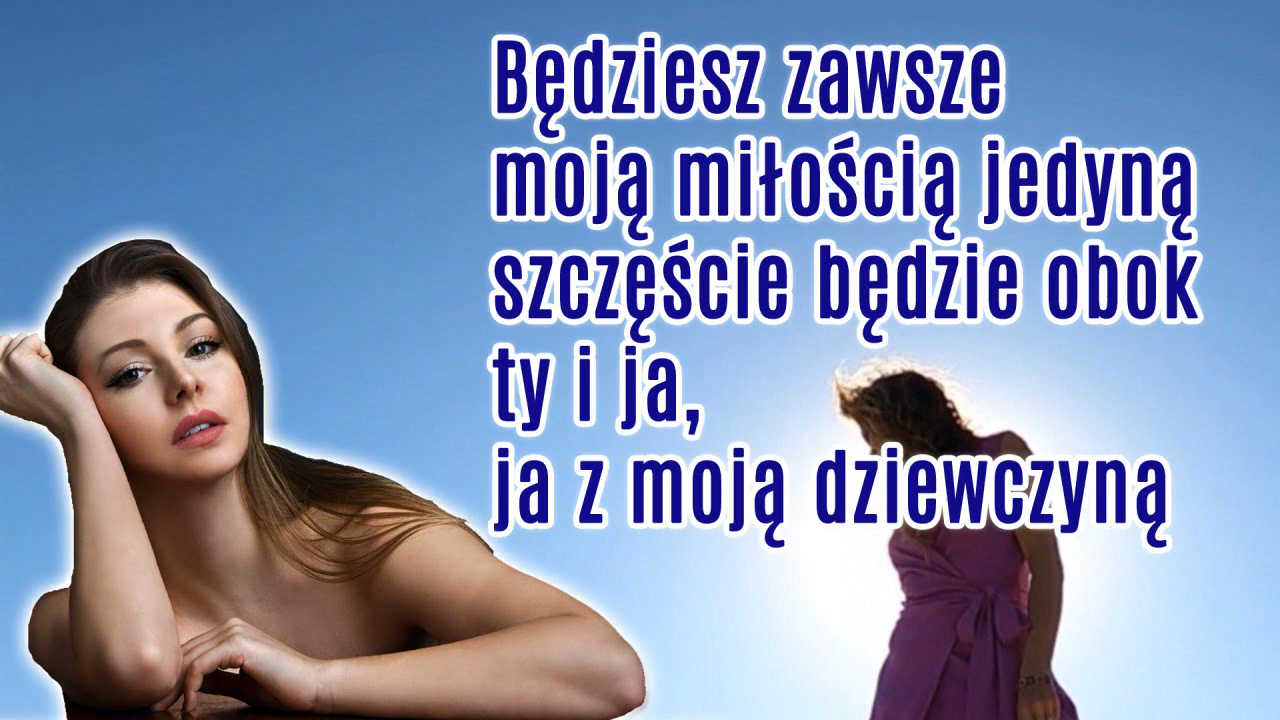 Będziesz zawsze
moją miłością jedyną
szczęście będzie obok
ty i ja,
ja z moją dziewczyną